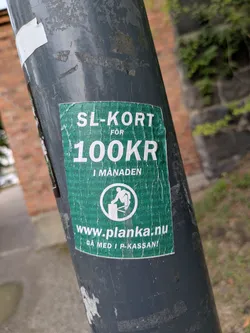 SL-KORT
FÖR
100KR
I MÅNADEN
www.planka.nu
GÅ MED I P-KASSAN!